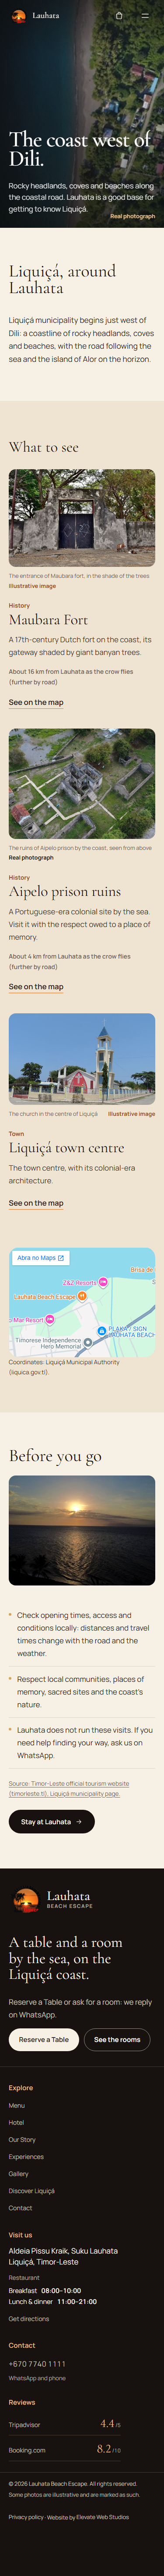 Lauhata
The coast west of
Dili.
Rocky headlands, coves and beaches along
the coastal road. Lauhata is a good base for
getting to know Liquiçá.
Real photograph
Liquiçá, around
Lauhata
Liquiçá municipality begins just west of
Dili: a coastline of rocky headlands, coves
and beaches, with the road following the
sea and the island of Alor on the horizon.
What to see
The entrance of Maubara fort, in the shade of the trees
Illustrative image
History
Maubara Fort
A 17th-century Dutch fort on the coast, its
gateway shaded by giant banyan trees.
About 16 km from Lauhata as the crow flies
(further by road)
See on the map
The ruins of Aipelo prison by the coast, seen from above
Real photograph
History
Aipelo prison ruins
A Portuguese-era colonial site by the sea.
Visit it with the respect owed to a place of
memory.
About 4 km from Lauhata as the crow flies
(further by road)
See on the map
The church in the centre of Liquiçá
Illustrative image
Town
Liquiçá town centre
The town centre, with its colonial-era
architecture.
See on the map
Abra no Maps
Brisa de
Z&Z Resorts
Lauhata Beach Escape
Mar Resort
PLAKA / SIGN
LAUHATA BEACH
Timorese Independence
Hero Memorial
Coordinates: Liquiçá Municipal Authority
(liquica.gov.tl).
Before you go
Check opening times, access and
conditions locally: distances and travel
times change with the road and the
weather.
Respect local communities, places of
memory, sacred sites and the coast's
nature.
Lauhata does not run these visits. If you
need help finding your way, ask us on
WhatsApp.
Source: Timor-Leste official tourism website
(timorleste.tl), Liquiçá municipality page.
Stay at Lauhata →
Lauhata
BEACH ESCAPE
A table and a room
by the sea, on the
Liquiçá coast.
Reserve a Table or ask for a room: we reply
on WhatsApp.
Reserve a Table
See the rooms
Explore
Menu
Hotel
Our Story
Experiences
Gallery
Discover Liquiçá
Contact
Visit us
Aldeia Pissu Kraik, Suku Lauhata
Liquiçá, Timor-Leste
Restaurant
Breakfast 08:00–10:00
Lunch & dinner 11:00–21:00
Get directions
Contact
+670 7740 1111
WhatsApp and phone
Reviews
Tripadvisor 4.4 /5
Booking.com 8.2 /10
© 2026 Lauhata Beach Escape. All rights reserved.
Some photos are illustrative and are marked as such.
Privacy policy · Website by Elevate Web Studios